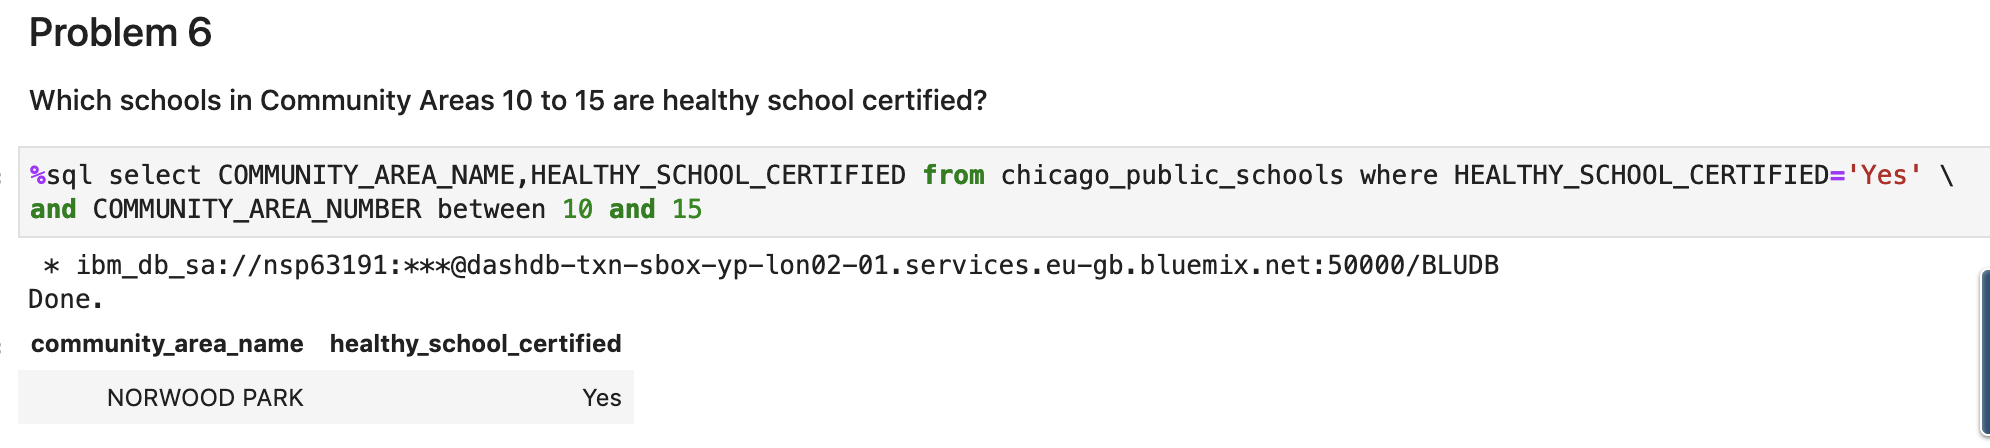 Problem 6
Which schools in Community Areas 10 to 15 are healthy school certified?
%sql select COMMUNITY_AREA_NAME,HEALTHY_SCHOOL_CERTIFIED from chicago_public_schools where HEALTHY_SCHOOL_CERTIFIED='Yes' \
and COMMUNITY_AREA_NUMBER between 10 and 15
* ibm_db_sa://nsp63191:***@dashdb-txn-sbox-yp-lon02-01.services.eu-gb.bluemix.net:50000/BLUDB
Done.
community_area_name healthy_school_certified
NORWOOD PARK Yes